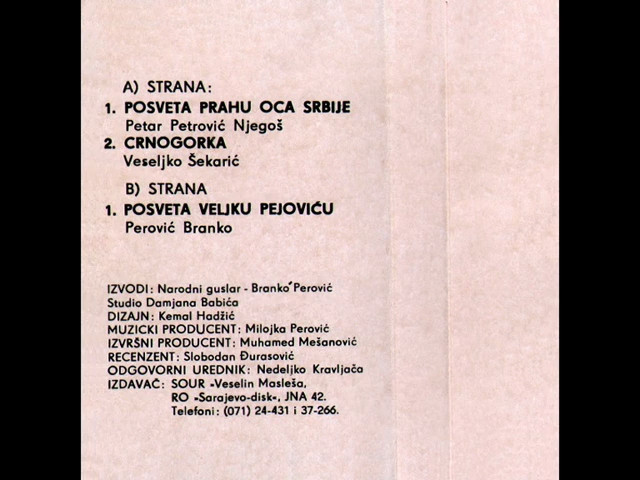 A) STRANA:
1. POSVETA PRAHU OCA SRBIJE
Petar Petrović Njegoš
2. CRNOGORKA
Veseljko Šekarić
B) STRANA
1. POSVETA VELJKU PEJOVIĆU
Perović Branko
IZVODI: Narodni guslar - Branko Perović
Studio Damjana Babića
DIZAJN: Kemal Hadžić
MUZICKI PRODUCENT: Milojka Perović
IZVRŠNI PRODUCENT: Muhamed Mešanović
RECENZENT: Slobodan Đurasović
ODGOVORNI UREDNIK: Nedeljko Kravljača
IZDAVAČ: SOUR »Veselin Masleša,
RO »Sarajevo-disk«, JNA 42.
Telefoni: (071) 24-431 i 37-266.